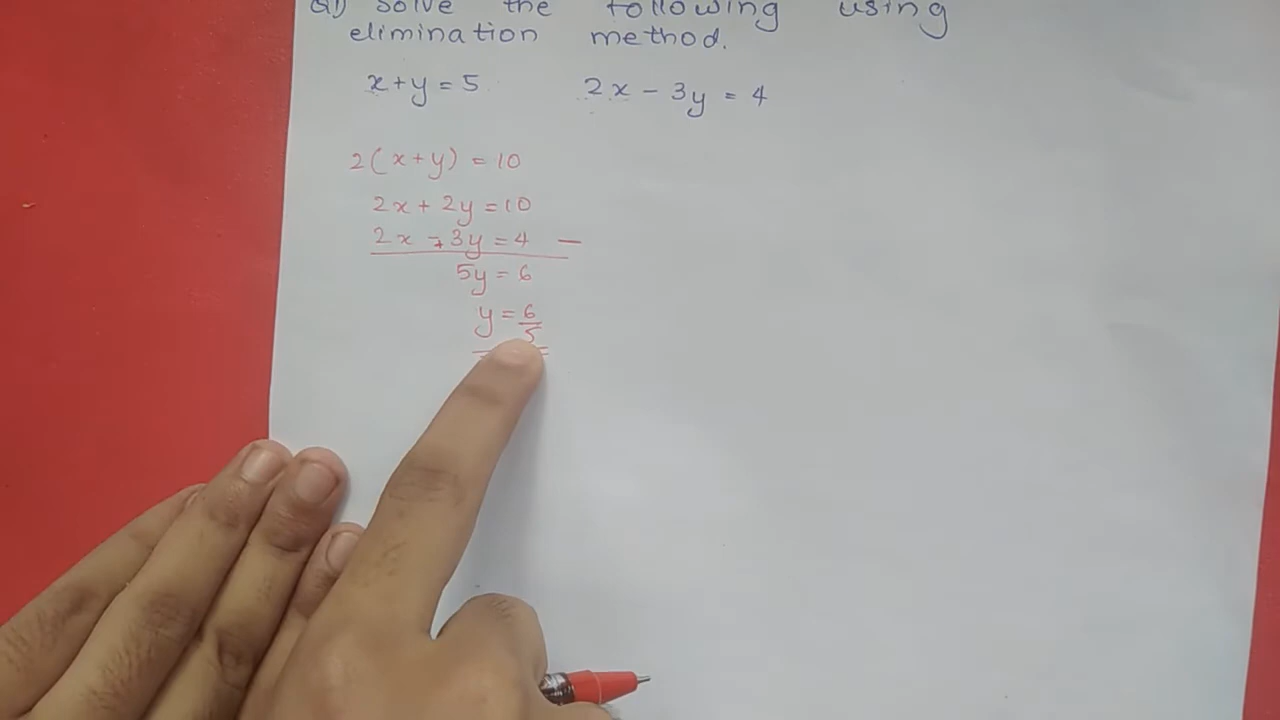 Q1) Solve the following using
elimination method.
x+y=5 2x-3y=4
2(x+y)=10
2x+2y=10
2x-3y=4 -
5y=6
y=6/5